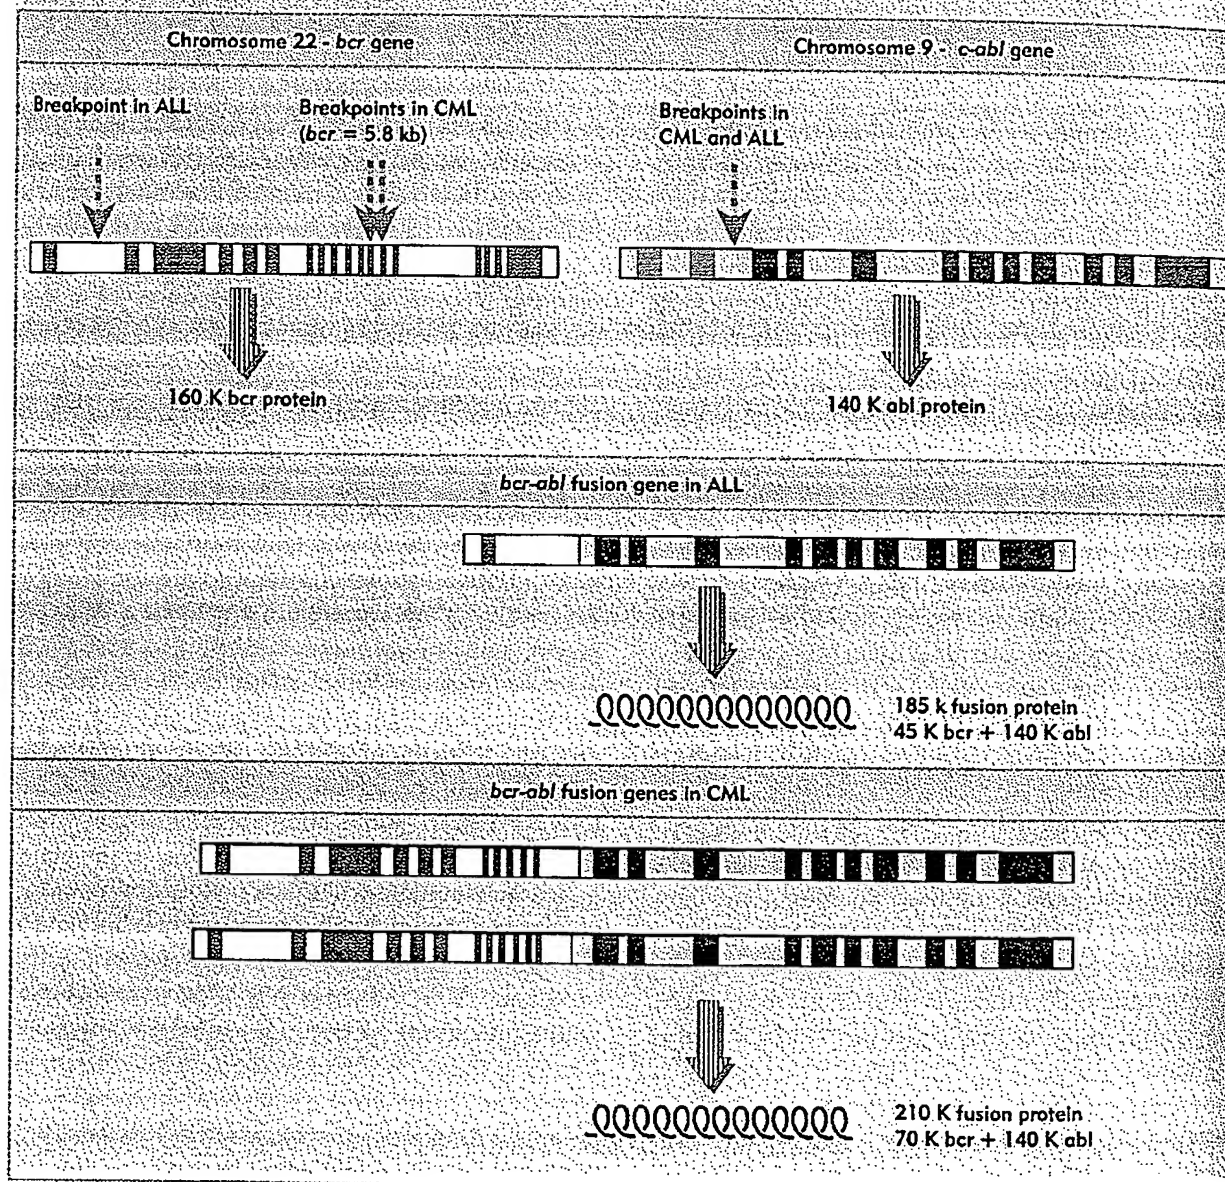 Chromosome 22 - bcr gene
Chromosome 9 - c-abl gene
Breakpoint in ALL
Breakpoints in CML
(bcr = 5.8 kb)
Breakpoints in
CML and ALL
160 K bcr protein
140 K abl protein
bcr-abl fusion gene in ALL
185 k fusion protein
45 K bcr + 140 K abl
bcr-abl fusion genes in CML
210 K fusion protein
70 K bcr + 140 K abl